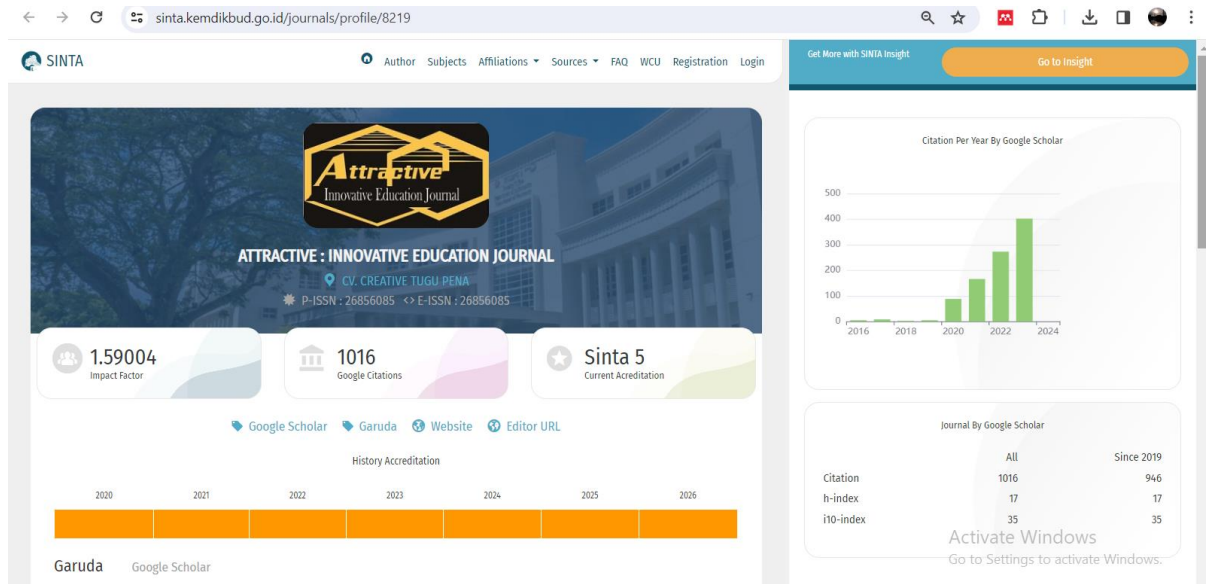 sinta.kemdikbud.go.id/journals/profile/8219
SINTA
Author Subjects Affiliations Sources FAQ WCU Registration Login
Get More with SINTA Insight
Go to Insight
Attractive
Innovative Education Journal
ATTRACTIVE : INNOVATIVE EDUCATION JOURNAL
CV. CREATIVE TUGU PENA
P-ISSN : 26856085 <> E-ISSN : 26856085
1.59004
Impact Factor
1016
Google Citations
Sinta 5
Current Acreditation
Google Scholar Garuda Website Editor URL
History Accreditation
2020 2021 2022 2023 2024 2025 2026
Garuda Google Scholar
Citation Per Year By Google Scholar
500
400
300
200
100
0
2016 2018 2020 2022 2024
Journal By Google Scholar
All Since 2019
Citation 1016 946
h-index 17 17
i10-index 35 35
Activate Windows
Go to Settings to activate Windows.